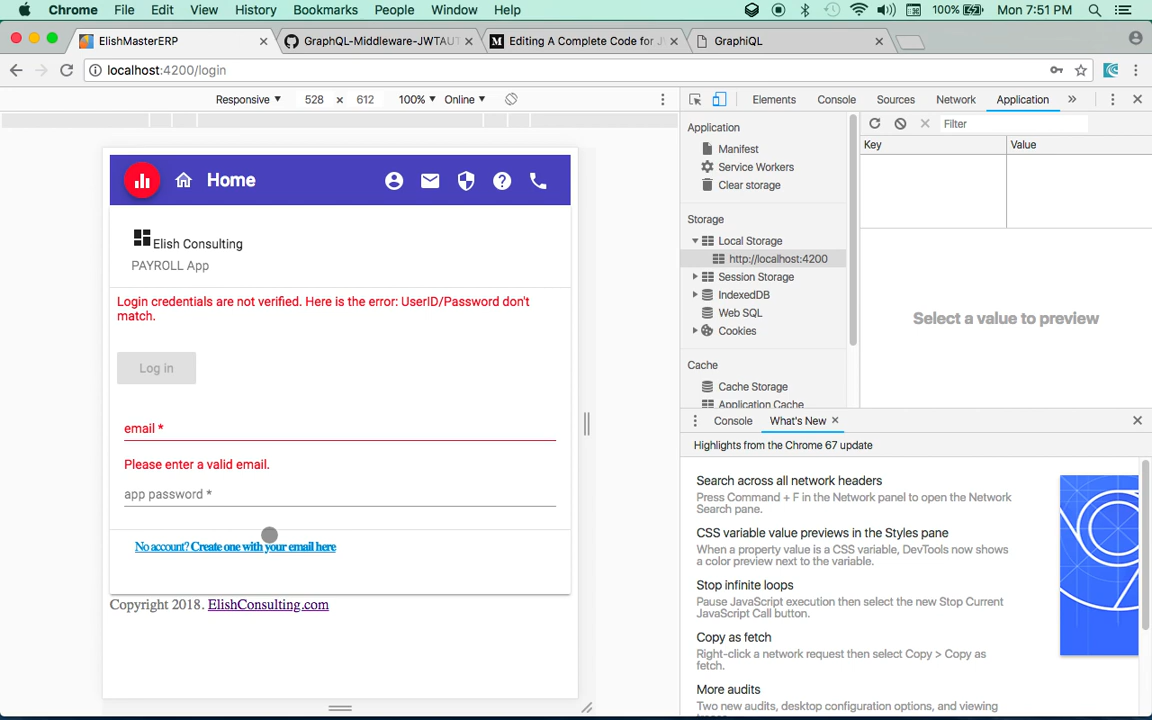 Chrome File Edit View History Bookmarks People Window Help 100% Mon 7:51 PM
ElishMasterERP GraphQL-Middleware-JWTAUT Editing A Complete Code for J GraphiQL
localhost:4200/login
Responsive 528 x 612 100% Online
Elements Console Sources Network Application
Filter
Key Value
Application
Manifest
Service Workers
Clear storage
Storage
Local Storage
http://localhost:4200
Session Storage
IndexedDB
Web SQL
Cookies
Cache
Cache Storage
Application Cache
Select a value to preview
Home
Elish Consulting
PAYROLL App
Login credentials are not verified. Here is the error: UserID/Password don't
match.
Log in
email *
Please enter a valid email.
app password *
No account? Create one with your email here
Copyright 2018. ElishConsulting.com
Console What's New
Highlights from the Chrome 67 update
Search across all network headers
Press Command + F in the Network panel to open the Network
Search pane.
CSS variable value previews in the Styles pane
When a property value is a CSS variable, DevTools now shows
a color preview next to the variable.
Stop infinite loops
Pause JavaScript execution then select the new Stop Current
JavaScript Call button.
Copy as fetch
Right-click a network request then select Copy > Copy as
fetch.
More audits
Two new audits, desktop configuration options, and viewing